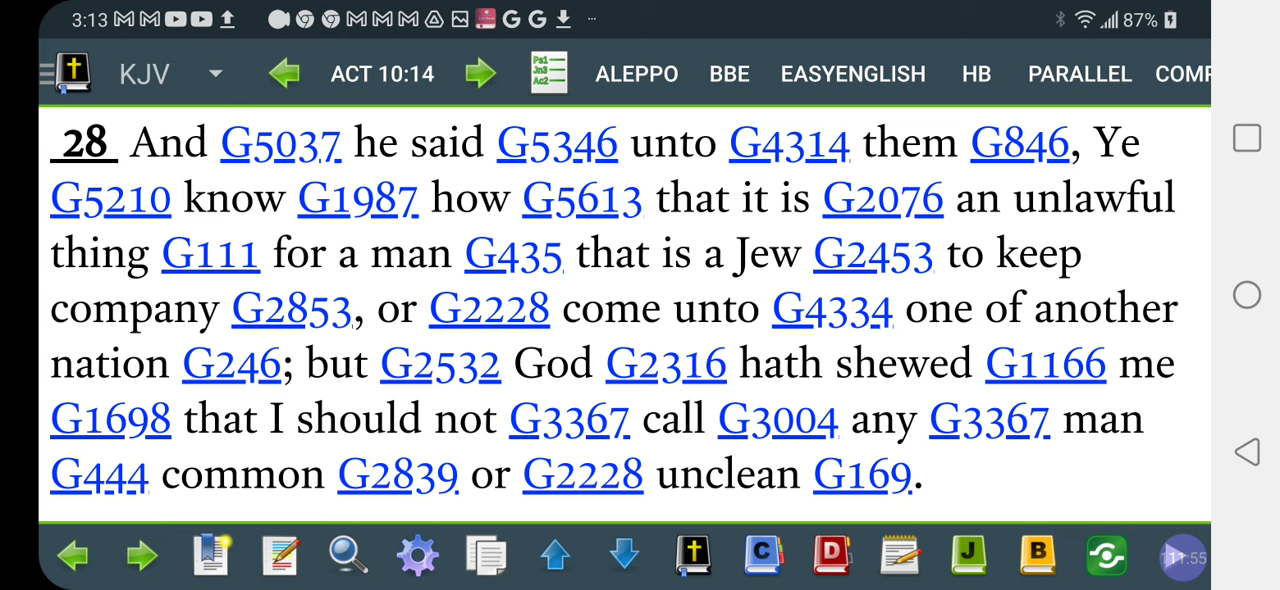 3:13 87%
KJV ACT 10:14 Ps1 Jn3 Ac2 ALEPPO BBE EASYENGLISH HB PARALLEL COMP
28 And G5037 he said G5346 unto G4314 them G846, Ye
G5210 know G1987 how G5613 that it is G2076 an unlawful
thing G111 for a man G435 that is a Jew G2453 to keep
company G2853, or G2228 come unto G4334 one of another
nation G246; but G2532 God G2316 hath shewed G1166 me
G1698 that I should not G3367 call G3004 any G3367 man
G444 common G2839 or G2228 unclean G169.
C D J B 11:55